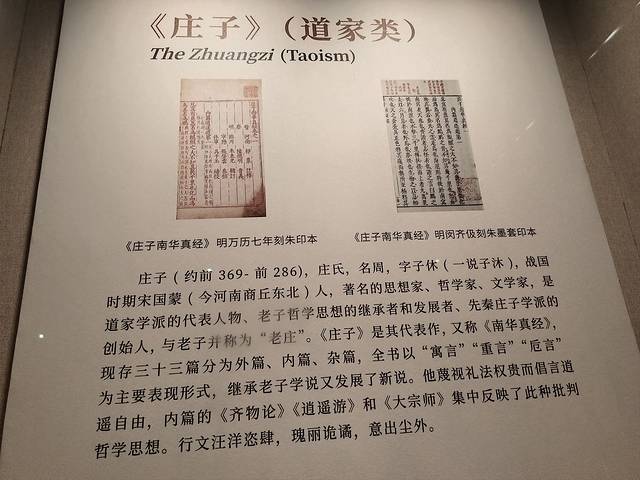 《庄子》（道家类）
The Zhuangzi (Taoism)
《庄子南华真经》明万历七年刻朱印本
《庄子南华真经》明闵齐伋刻朱墨套印本
庄子（约前 369- 前 286），庄氏，名周，字子休（一说子沐），战国
时期宋国蒙（今河南商丘东北）人，著名的思想家、哲学家、文学家，是
道家学派的代表人物、老子哲学思想的继承者和发展者、先秦庄子学派的
创始人，与老子并称为“老庄”。《庄子》是其代表作，又称《南华真经》，
现存三十三篇分为外篇、内篇、杂篇，全书以“寓言”“重言”“卮言”
为主要表现形式，继承老子学说又发展了新说。他蔑视礼法权贵而倡言逍
遥自由，内篇的《齐物论》《逍遥游》和《大宗师》集中反映了此种批判
哲学思想。行文汪洋恣肆，瑰丽诡谲，意出尘外。